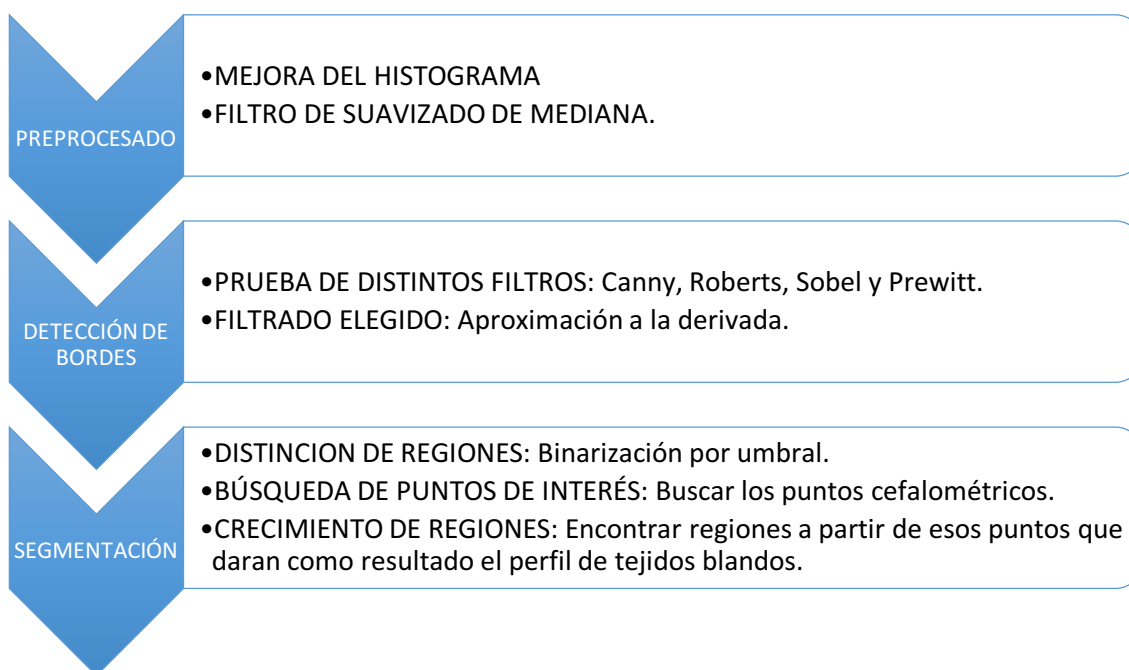 PREPROCESADO
•MEJORA DEL HISTOGRAMA
•FILTRO DE SUAVIZADO DE MEDIANA.
DETECCIÓN DE
BORDES
•PRUEBA DE DISTINTOS FILTROS: Canny, Roberts, Sobel y Prewitt.
•FILTRADO ELEGIDO: Aproximación a la derivada.
SEGMENTACIÓN
•DISTINCION DE REGIONES: Binarización por umbral.
•BÚSQUEDA DE PUNTOS DE INTERÉS: Buscar los puntos cefalométricos.
•CRECIMIENTO DE REGIONES: Encontrar regiones a partir de esos puntos que
daran como resultado el perfil de tejidos blandos.